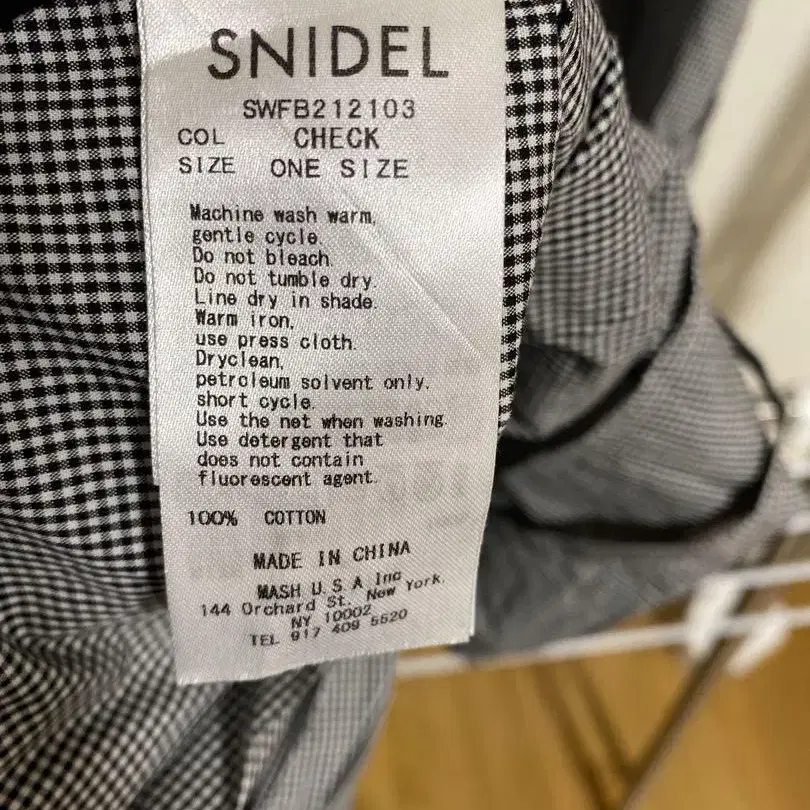 SNIDEL
SWFB212103
COL CHECK
SIZE ONE SIZE
Machine wash warm,
gentle cycle.
Do not bleach.
Do not tumble dry.
Line dry in shade.
Warm iron,
use press cloth.
Dryclean,
petroleum solvent only.
short cycle.
Use the net when washing.
Use detergent that
does not contain
fluorescent agent.
100% COTTON
MADE IN CHINA
MASH U.S.A Inc
144 Orchard St. New York,
NY 10002
TEL 917 409 5520